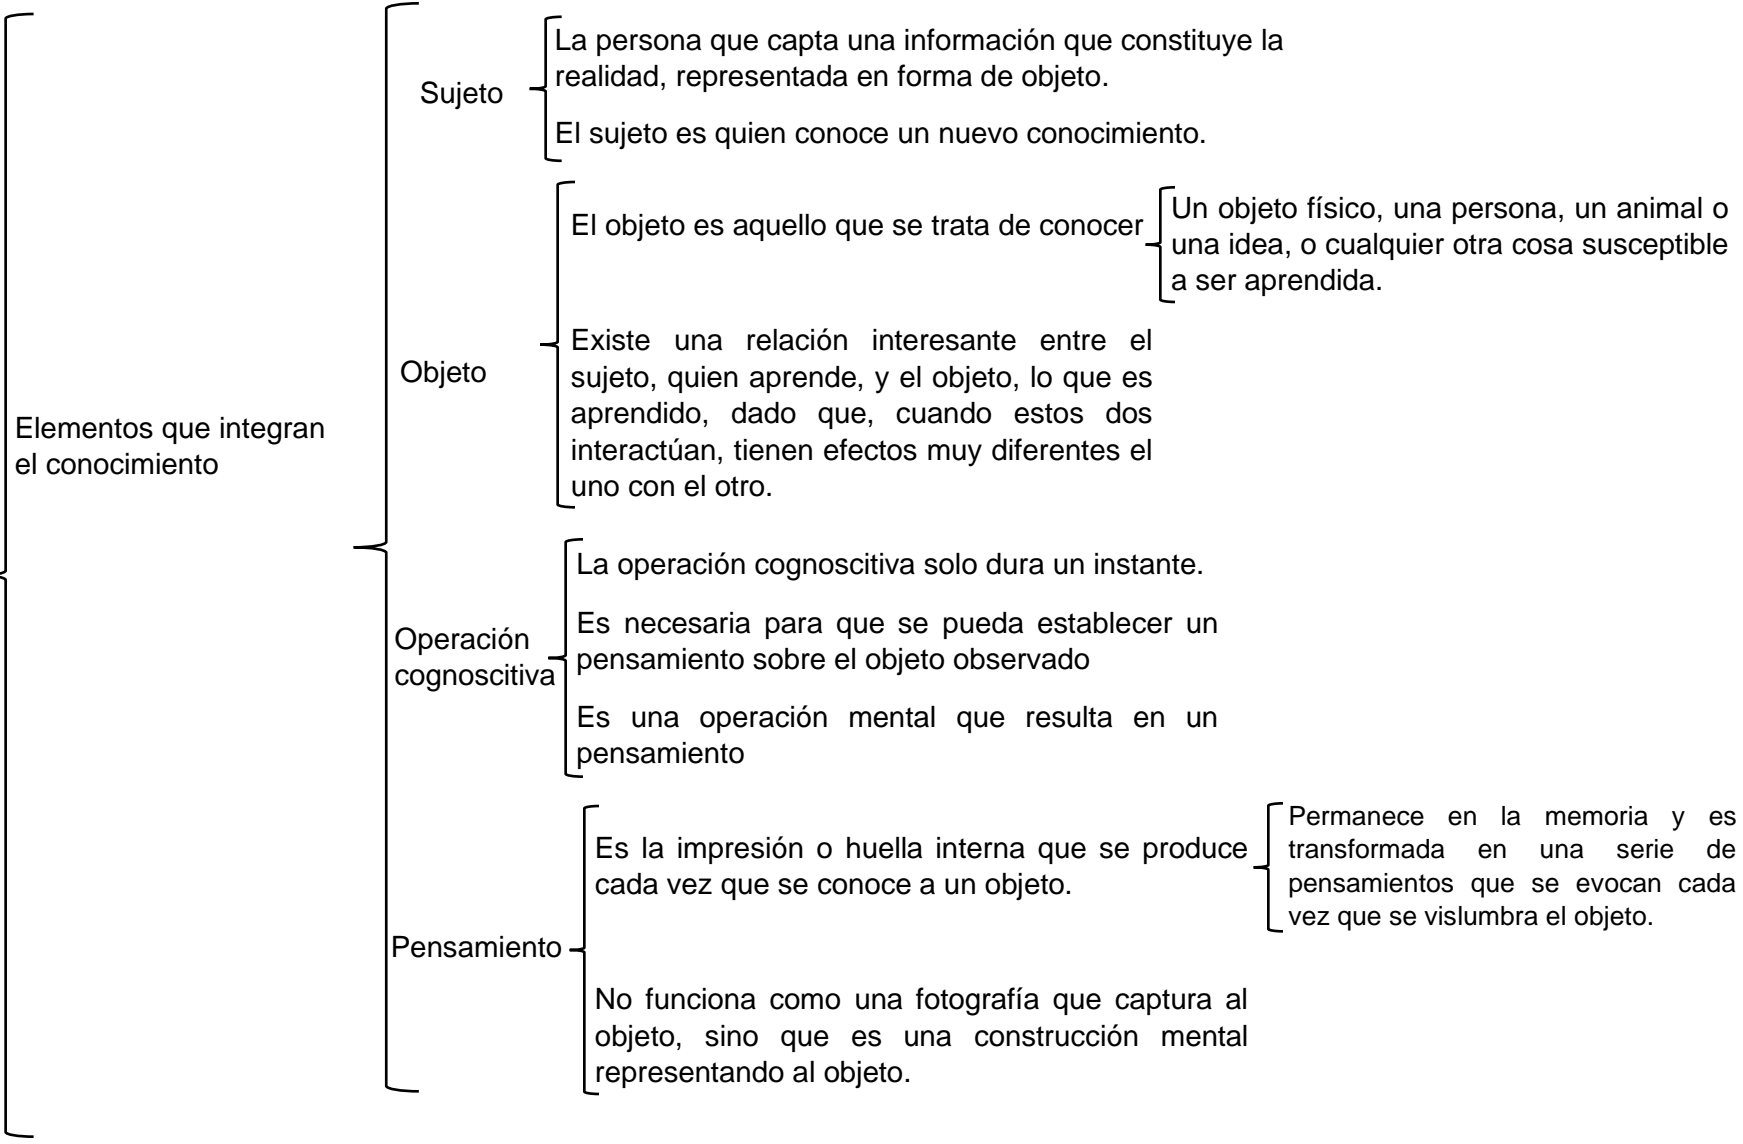 Elementos que integran
el conocimiento
Sujeto
La persona que capta una información que constituye la
realidad, representada en forma de objeto.
El sujeto es quien conoce un nuevo conocimiento.
Objeto
El objeto es aquello que se trata de conocer
Un objeto físico, una persona, un animal o
una idea, o cualquier otra cosa susceptible
a ser aprendida.
Existe una relación interesante entre el
sujeto, quien aprende, y el objeto, lo que es
aprendido, dado que, cuando estos dos
interactúan, tienen efectos muy diferentes el
uno con el otro.
Operación
cognoscitiva
La operación cognoscitiva solo dura un instante.
Es necesaria para que se pueda establecer un
pensamiento sobre el objeto observado
Es una operación mental que resulta en un
pensamiento
Pensamiento
Es la impresión o huella interna que se produce
cada vez que se conoce a un objeto.
Permanece en la memoria y es
transformada en una serie de
pensamientos que se evocan cada
vez que se vislumbra el objeto.
No funciona como una fotografía que captura al
objeto, sino que es una construcción mental
representando al objeto.